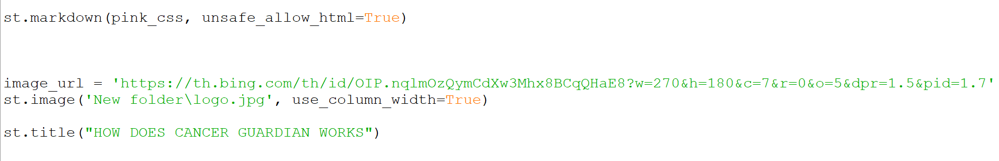 st.markdown(pink_css, unsafe_allow_html=True)
image_url = 'https://th.bing.com/th/id/OIP.nqlmOzQymCdXw3Mhx8BCqQHaE8?w=270&h=180&c=7&r=0&o=5&dpr=1.5&pid=1.7'
st.image('New folder\logo.jpg', use_column_width=True)
st.title("HOW DOES CANCER GUARDIAN WORKS")